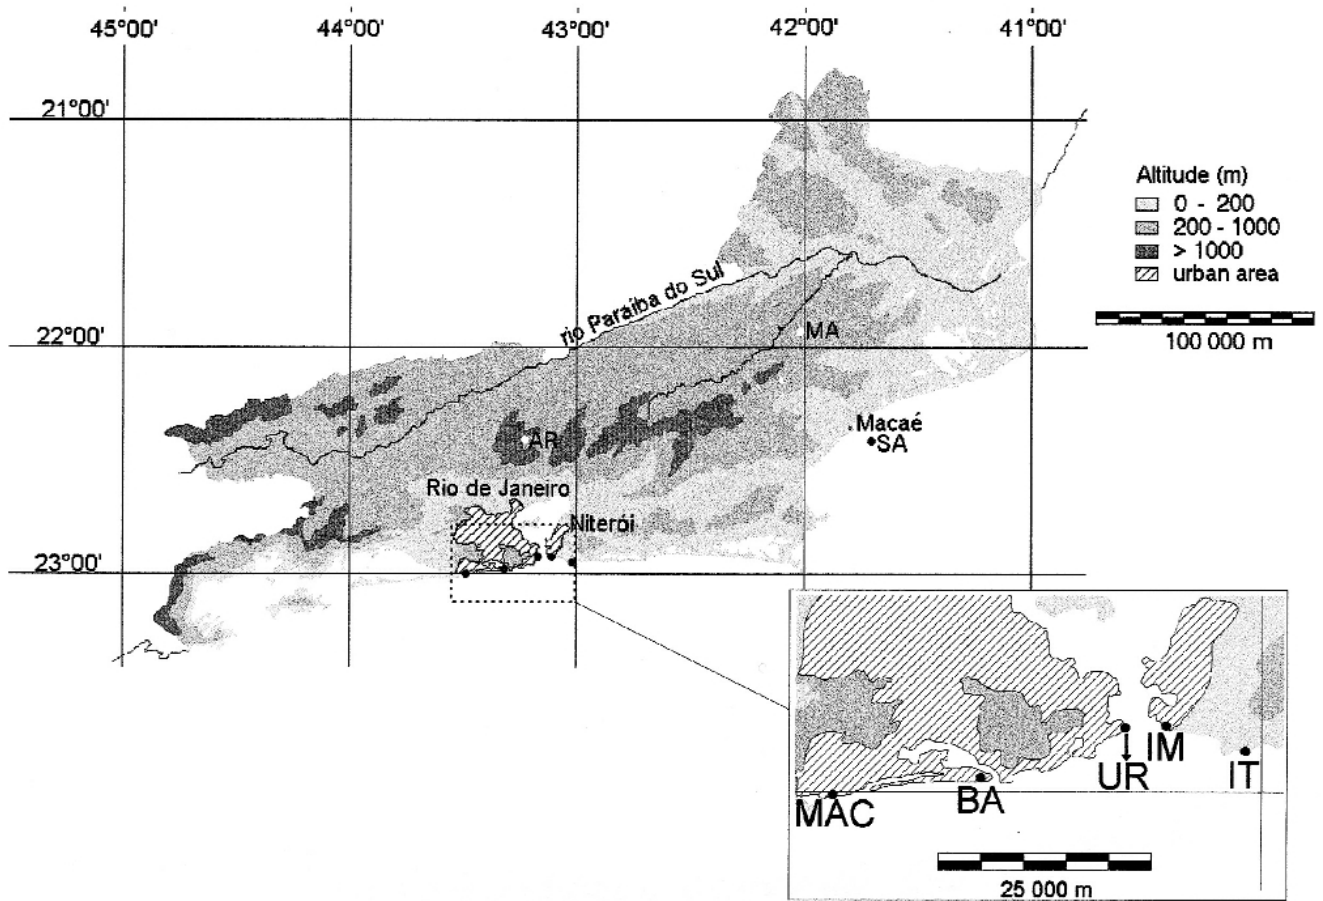 45°00' 44°00' 43°00' 42°00' 41°00'
21°00'
Altitude (m)
0 - 200
200 - 1000
> 1000
urban area
100 000 m
rio Paraíba do Sul
22°00'
MA
Macaé
SA
AR
Rio de Janeiro
Niterói
23°00'
IM
UR
IT
BA
MAC
25 000 m